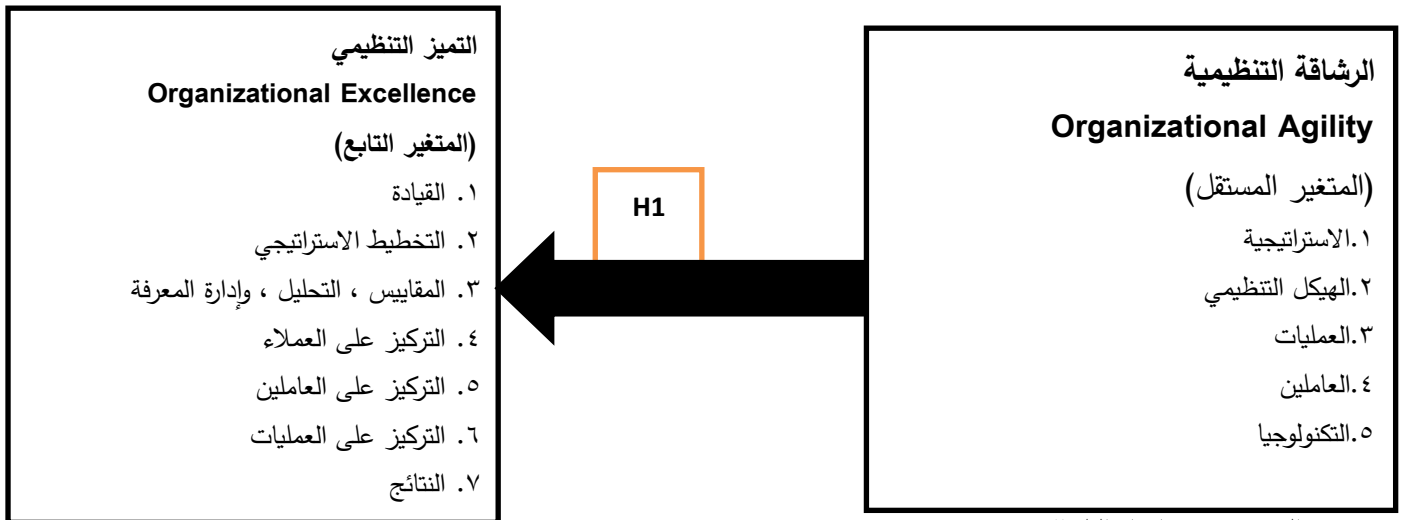 الرشاقة التنظيمية
Organizational Agility
(المتغير المستقل)
١.الاستراتيجية
٢.الهيكل التنظيمي
٣.العمليات
٤.العاملين
٥.التكنولوجيا
H1
التميز التنظيمي
Organizational Excellence
(المتغير التابع)
١. القيادة
٢. التخطيط الاستراتيجي
٣. المقاييس ، التحليل ، وإدارة المعرفة
٤. التركيز على العملاء
٥. التركيز على العاملين
٦. التركيز على العمليات
٧. النتائج